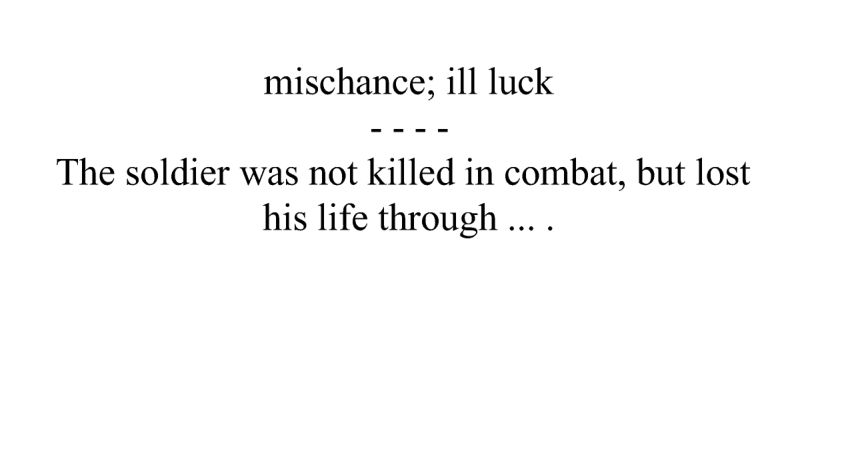 mischance; ill luck
- - - -
The soldier was not killed in combat, but lost
his life through ... .